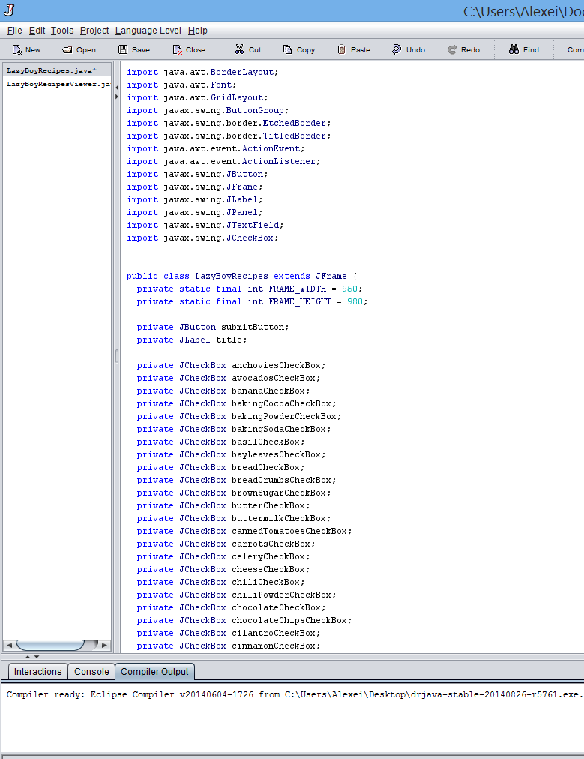 C:\Users\Alexei\Doc
File Edit Tools Project Language Level Help
New Open Save Close Cut Copy Paste Undo Redo Find Com
LazyBoyRecipes.java*
LazyboyRecipesViewer.ja
import java.awt.BorderLayout;
import java.awt.Font;
import java.awt.GridLayout;
import javax.swing.ButtonGroup;
import javax.swing.border.EtchedBorder;
import javax.swing.border.TitledBorder;
import java.awt.event.ActionEvent;
import java.awt.event.ActionListener;
import javax.swing.JButton;
import javax.swing.JFrame;
import javax.swing.JLabel;
import javax.swing.JPanel;
import javax.swing.JTextField;
import javax.swing.JCheckBox;
public class LazyBoyRecipes extends JFrame {
private static final int FRAME_WIDTH = 560;
private static final int FRAME_HEIGHT = 900;
private JButton submitButton;
private JLabel title;
private JCheckBox anchoviesCheckBox;
private JCheckBox avocadosCheckBox;
private JCheckBox bananaCheckBox;
private JCheckBox bakingCocoaCheckBox;
private JCheckBox bakingPowderCheckBox;
private JCheckBox bakingSodaCheckBox;
private JCheckBox basilCheckBox;
private JCheckBox bayLeavesCheckBox;
private JCheckBox breadCheckBox;
private JCheckBox breadCrumbsCheckBox;
private JCheckBox brownSugarCheckBox;
private JCheckBox butterCheckBox;
private JCheckBox buttermilkCheckBox;
private JCheckBox cannedTomatoesCheckBox;
private JCheckBox carrotsCheckBox;
private JCheckBox celeryCheckBox;
private JCheckBox cheeseCheckBox;
private JCheckBox chiliCheckBox;
private JCheckBox chiliPowderCheckBox;
private JCheckBox chocolateCheckBox;
private JCheckBox chocolateChipsCheckBox;
private JCheckBox cilantroCheckBox;
private JCheckBox cinnamonCheckBox;
Interactions Console Compiler Output
Compiler ready: Eclipse Compiler v20140604-1726 from C:\Users\Alexei\Desktop\drjava-stable-20140826-r5761.exe.